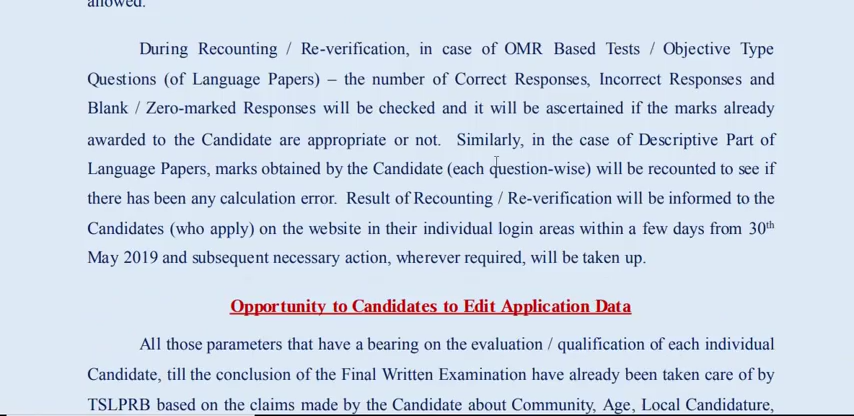 allowed.
During Recounting / Re-verification, in case of OMR Based Tests / Objective Type
Questions (of Language Papers) – the number of Correct Responses, Incorrect Responses and
Blank / Zero-marked Responses will be checked and it will be ascertained if the marks already
awarded to the Candidate are appropriate or not. Similarly, in the case of Descriptive Part of
Language Papers, marks obtained by the Candidate (each question-wise) will be recounted to see if
there has been any calculation error. Result of Recounting / Re-verification will be informed to the
Candidates (who apply) on the website in their individual login areas within a few days from 30th
May 2019 and subsequent necessary action, wherever required, will be taken up.
Opportunity to Candidates to Edit Application Data
All those parameters that have a bearing on the evaluation / qualification of each individual
Candidate, till the conclusion of the Final Written Examination have already been taken care of by
TSLPRB based on the claims made by the Candidate about Community, Age, Local Candidature,